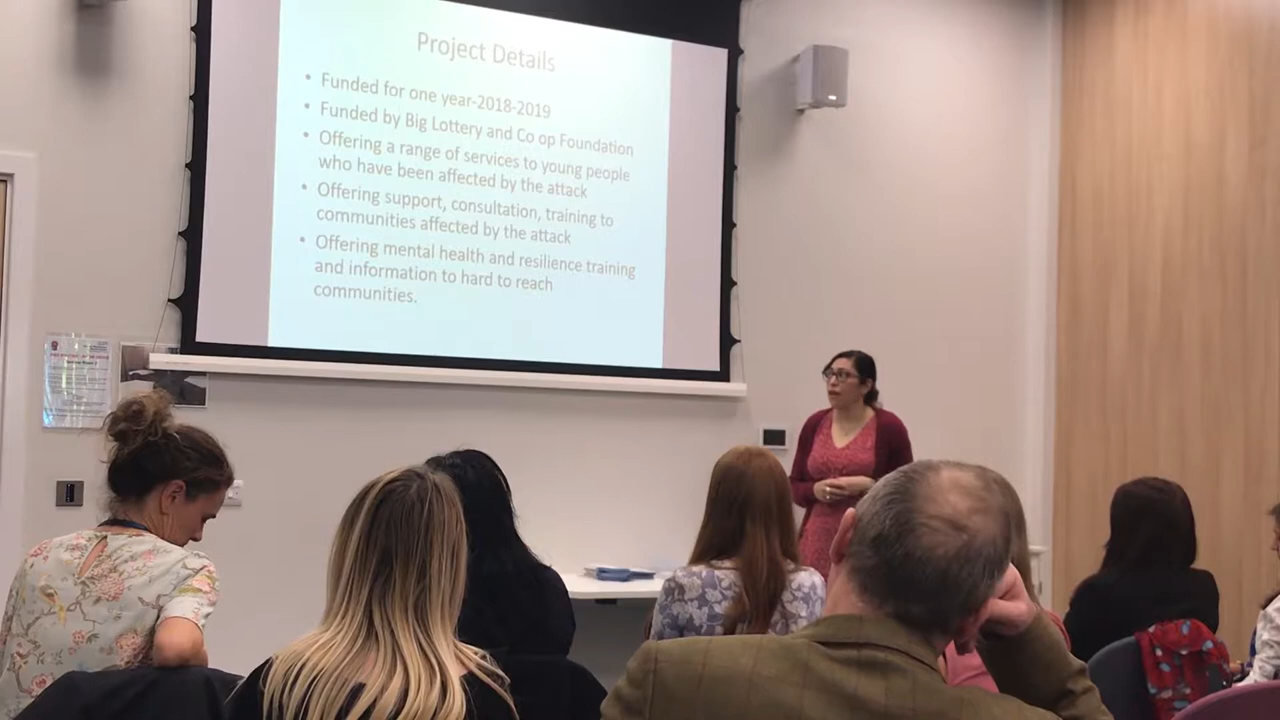 Project Details
• Funded for one year-2018-2019
• Funded by Big Lottery and Co op Foundation
• Offering a range of services to young people
who have been affected by the attack
• Offering support, consultation, training to
communities affected by the attack
• Offering mental health and resilience training
and information to hard to reach
communities.